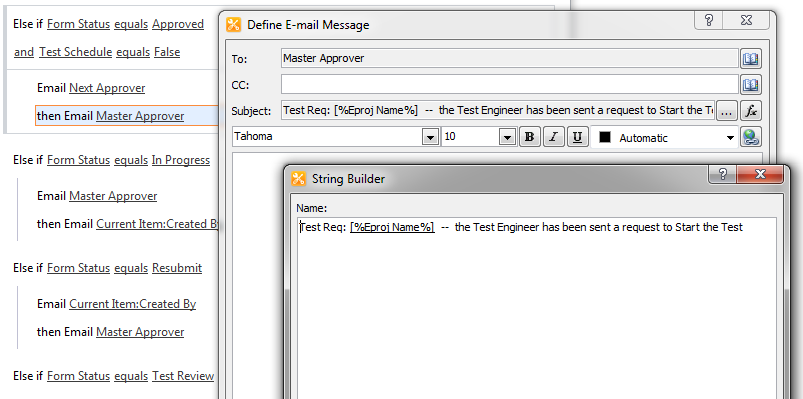 Else if Form Status equals Approved
and Test Schedule equals False
Email Next Approver
then Email Master Approver
Else if Form Status equals In Progress
Email Master Approver
then Email Current Item:Created B
Else if Form Status equals Resubmit
Email Current Item:Created By
then Email Master Approver
Else if Form Status equals Test Review
Define E-mail Message
To: Master Approver
CC:
Subject: Test Req: [%Eproj Name%] -- the Test Engineer has been sent a request to Start the T ... fx
Tahoma 10 B I U Automatic
String Builder
Name:
Test Req: [%Eproj Name%] -- the Test Engineer has been sent a request to Start the Test